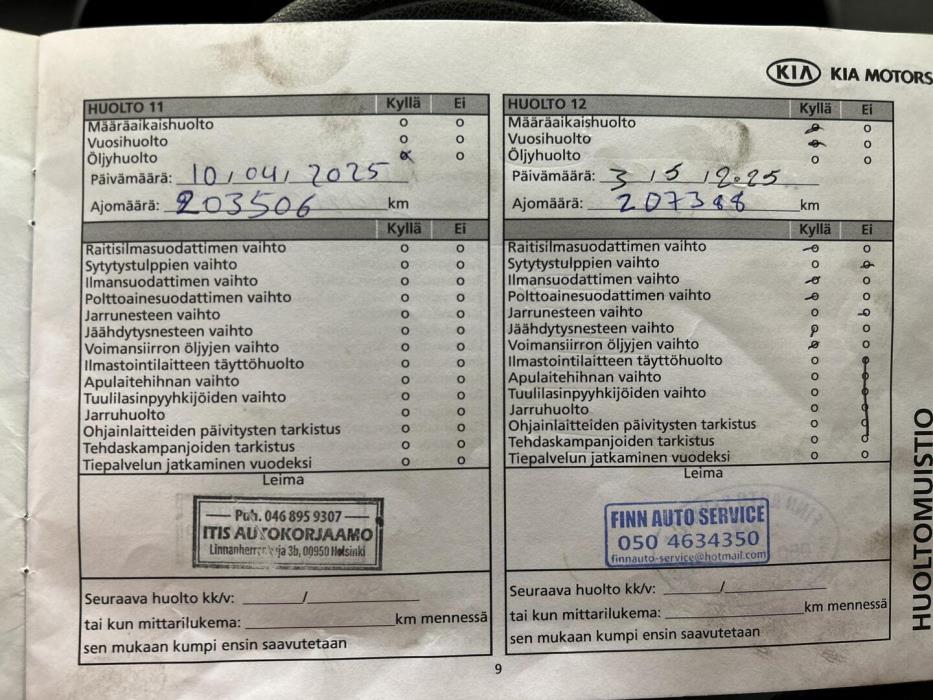 KIA KIA MOTORS
HUOLTO 11 Kyllä Ei
Määräaikaishuolto o o
Vuosihuolto o o
Öljyhuolto o
Päivämäärä: 10 / 04 / 2025
Ajomäärä: 203506 km
Kyllä Ei
Raitisilmasuodattimen vaihto o o
Sytytystulppien vaihto o o
Ilmansuodattimen vaihto o o
Polttoainesuodattimen vaihto o o
Jarrunesteen vaihto o o
Jäähdytysnesteen vaihto o o
Voimansiirron öljyjen vaihto o o
Ilmastointilaitteen täyttöhuolto o o
Apulaitehihnan vaihto o o
Tuulilasinpyyhkijöiden vaihto o o
Jarruhuolto o o
Ohjainlaitteiden päivitysten tarkistus o o
Tehdaskampanjoiden tarkistus o o
Tiepalvelun jatkaminen vuodeksi o o
Leima
Puh. 046 895 9307
ITIS AUTOKORJAAMO
3b, 00950 Helsinki
Seuraava huolto kk/v: /
tai kun mittarilukema: km mennessä
sen mukaan kumpi ensin saavutetaan
HUOLTO 12 Kyllä Ei
Määräaikaishuolto o o
Vuosihuolto o o
Öljyhuolto o o
Päivämäärä: 3 / 5 / 2025
Ajomäärä: 207388 km
Kyllä Ei
Raitisilmasuodattimen vaihto o o
Sytytystulppien vaihto o o
Ilmansuodattimen vaihto o o
Polttoainesuodattimen vaihto o o
Jarrunesteen vaihto o o
Jäähdytysnesteen vaihto o o
Voimansiirron öljyjen vaihto o o
Ilmastointilaitteen täyttöhuolto o o
Apulaitehihnan vaihto o o
Tuulilasinpyyhkijöiden vaihto o o
Jarruhuolto o o
Ohjainlaitteiden päivitysten tarkistus o o
Tehdaskampanjoiden tarkistus o o
Tiepalvelun jatkaminen vuodeksi o o
Leima
FINN AUTO SERVICE
050 4634350
finnauto-service@hotmail.com
Seuraava huolto kk/v: /
tai kun mittarilukema: km mennessä
sen mukaan kumpi ensin saavutetaan
HUOLTOMUISTIO
9